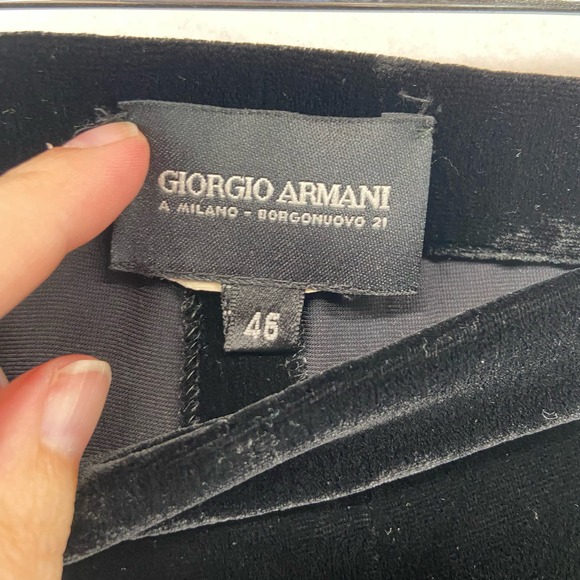 GIORGIO ARMANI
A MILANO - BORGONUOVO 21
46